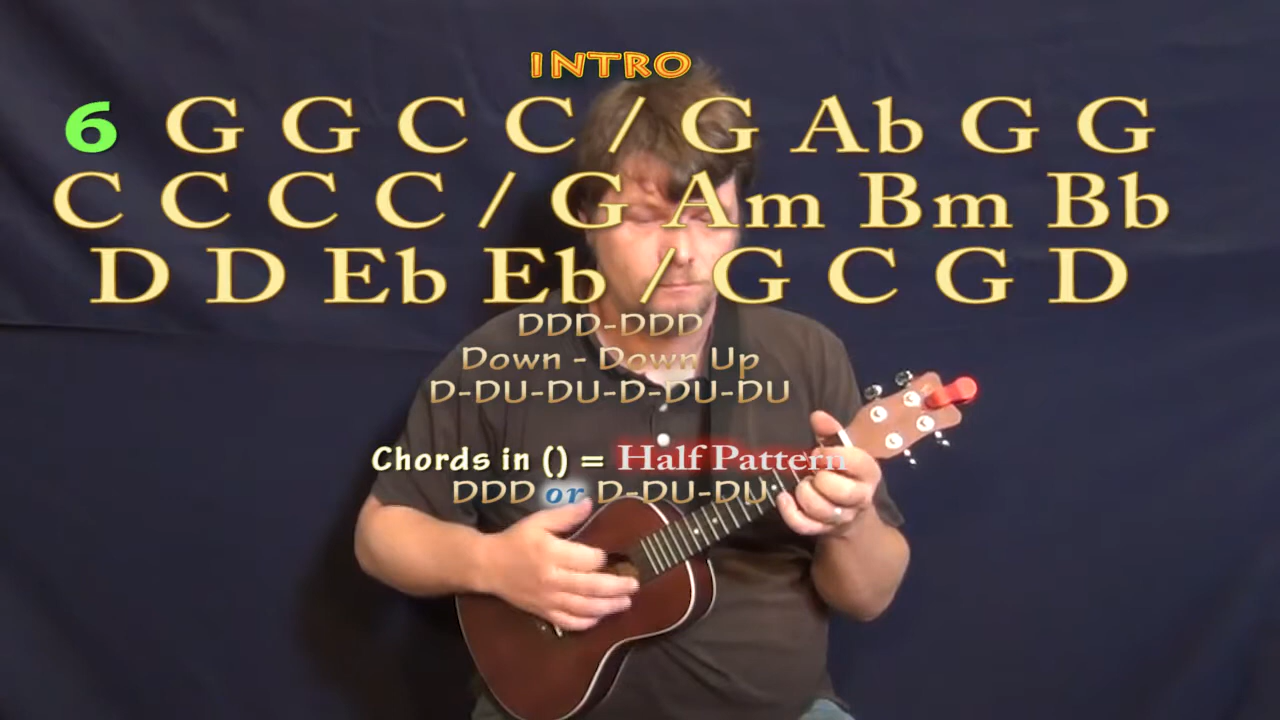 INTRO
6 G G C C / G Ab G G
C C C C / G Am Bm Bb
D D Eb Eb / G C G D
DDD-DDD
Down - Down Up
D-DU-DU-D-DU-DU
Chords in () = Half Pattern
DDD or D-DU-DU